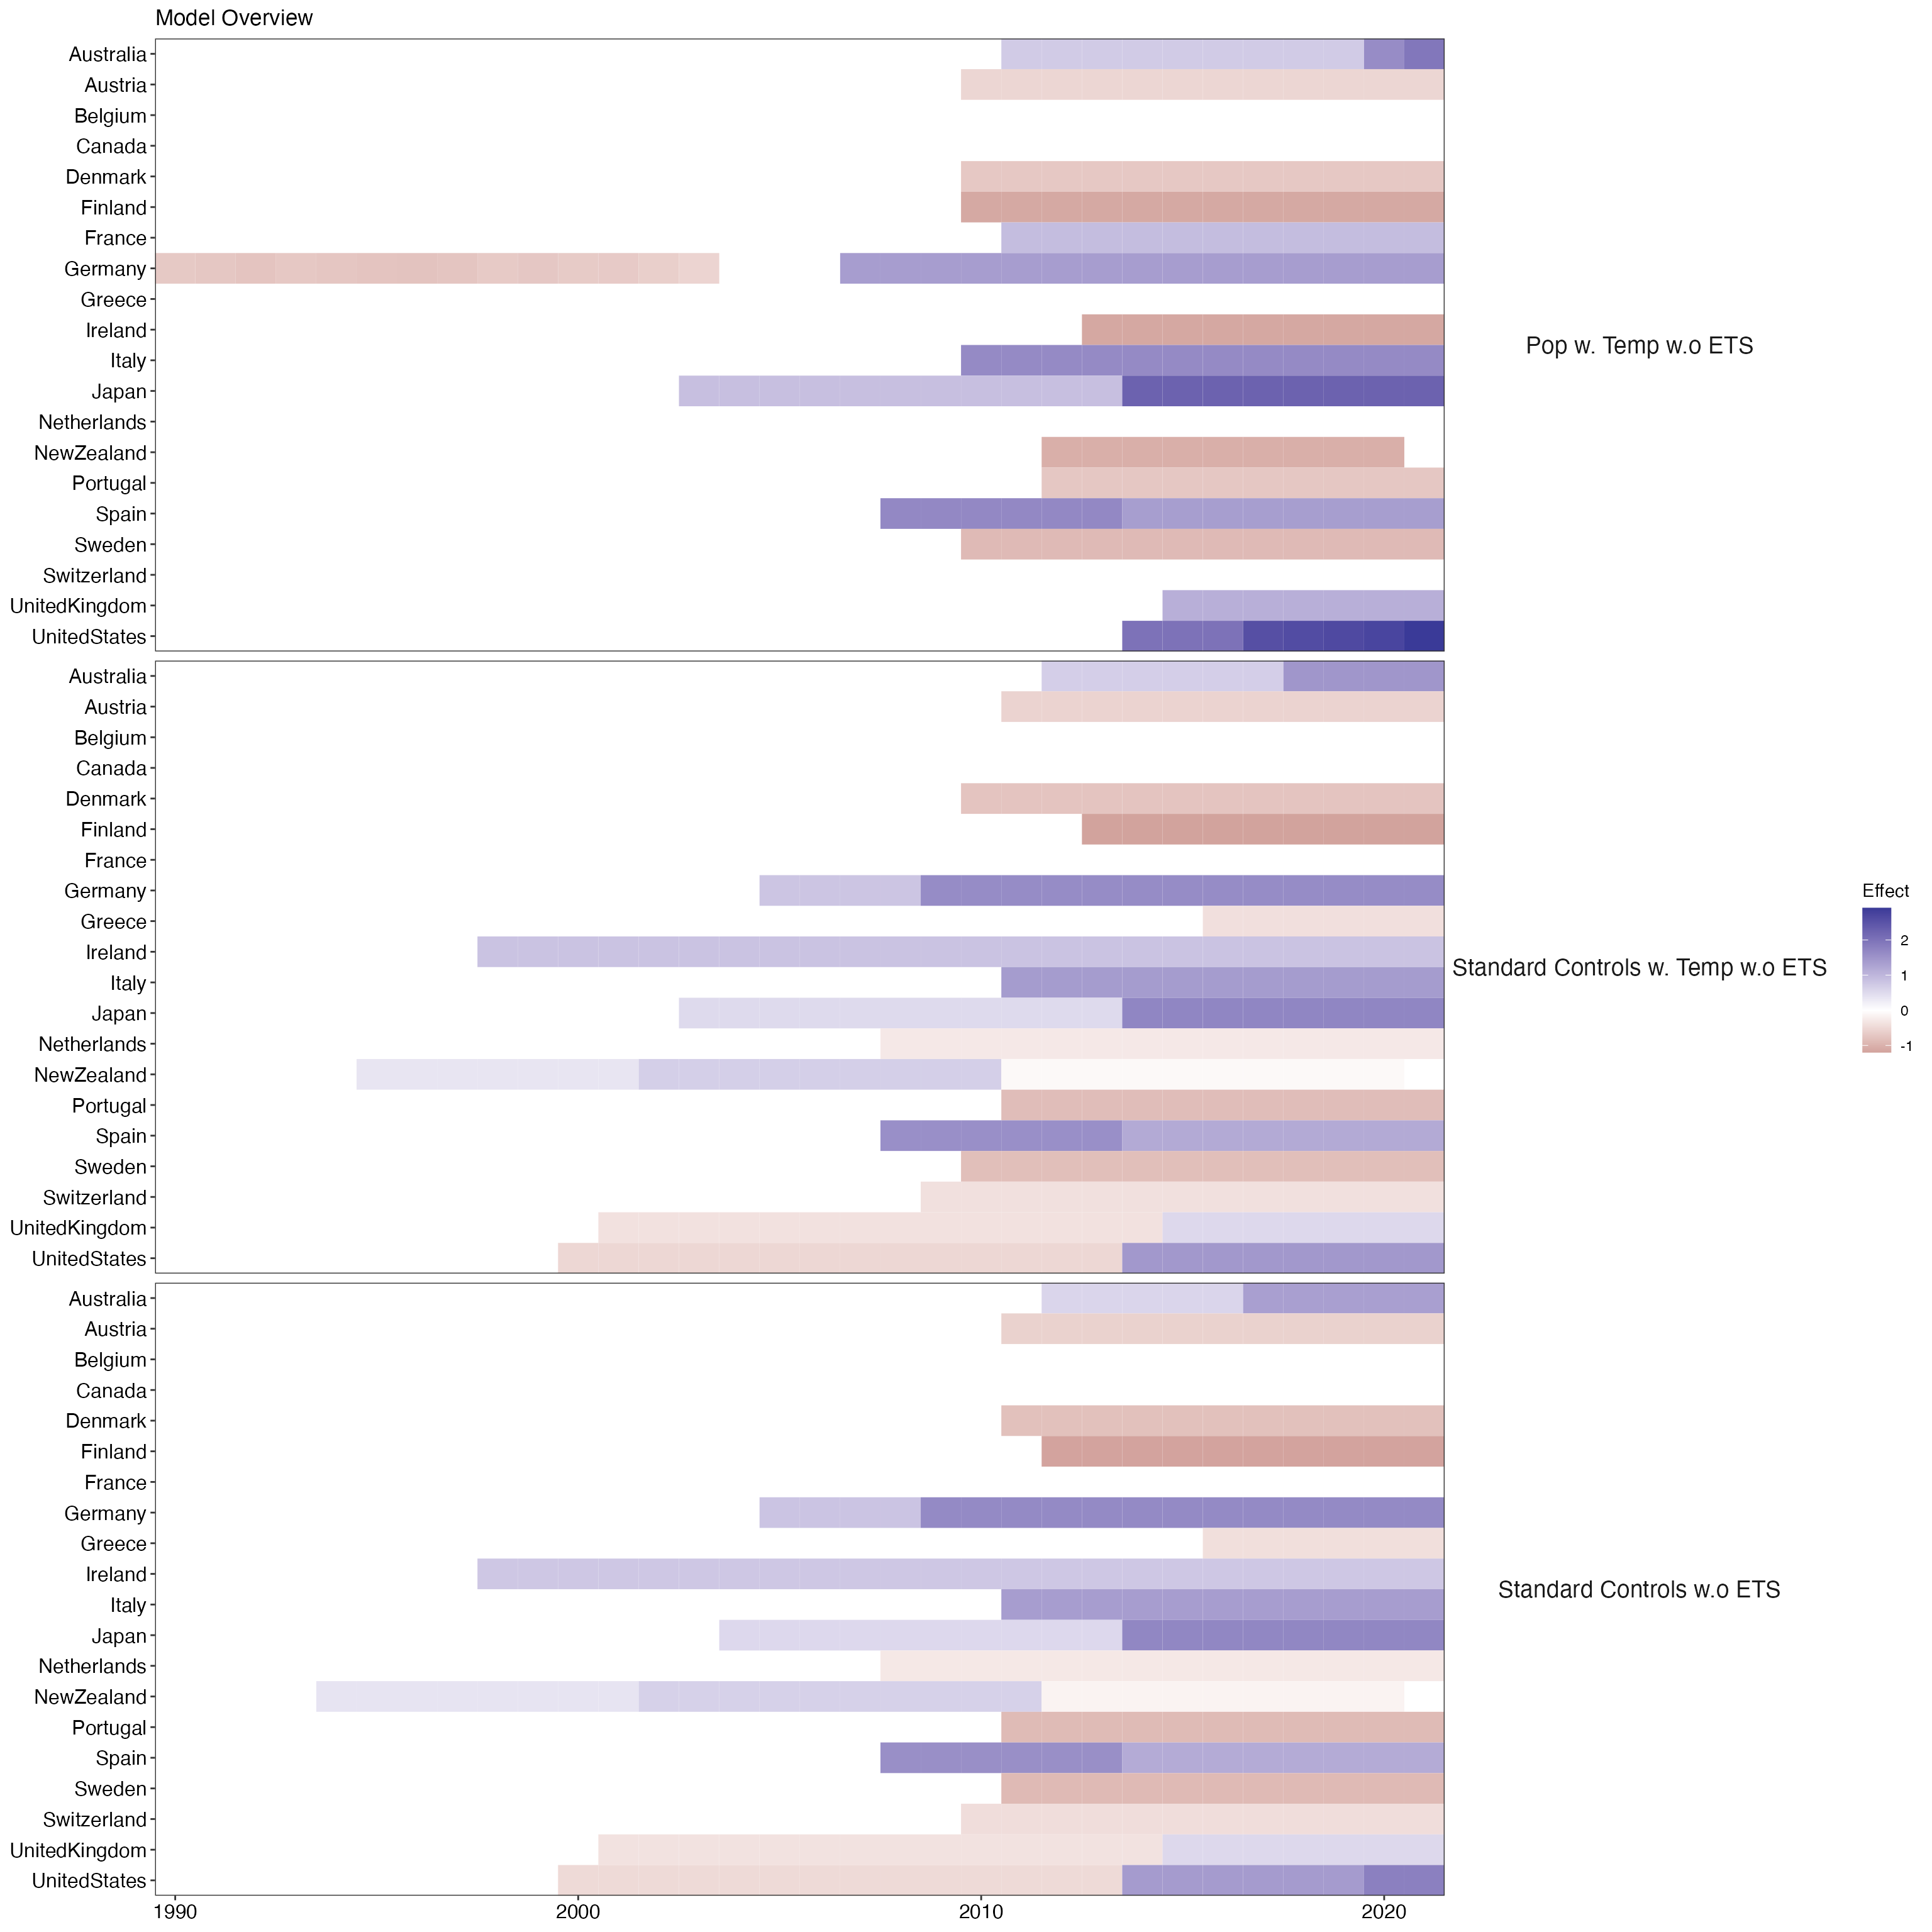 Model Overview
Australia
Austria
Belgium
Canada
Denmark
Finland
France
Germany
Greece
Ireland
Italy
Japan
Netherlands
NewZealand
Portugal
Spain
Sweden
Switzerland
UnitedKingdom
UnitedStates
Pop w. Temp w.o ETS
Australia
Austria
Belgium
Canada
Denmark
Finland
France
Germany
Greece
Ireland
Italy
Japan
Netherlands
NewZealand
Portugal
Spain
Sweden
Switzerland
UnitedKingdom
UnitedStates
Standard Controls w. Temp w.o ETS
Australia
Austria
Belgium
Canada
Denmark
Finland
France
Germany
Greece
Ireland
Italy
Japan
Netherlands
NewZealand
Portugal
Spain
Sweden
Switzerland
UnitedKingdom
UnitedStates
Standard Controls w.o ETS
1990 2000 2010 2020
Effect
2
1
0
-1